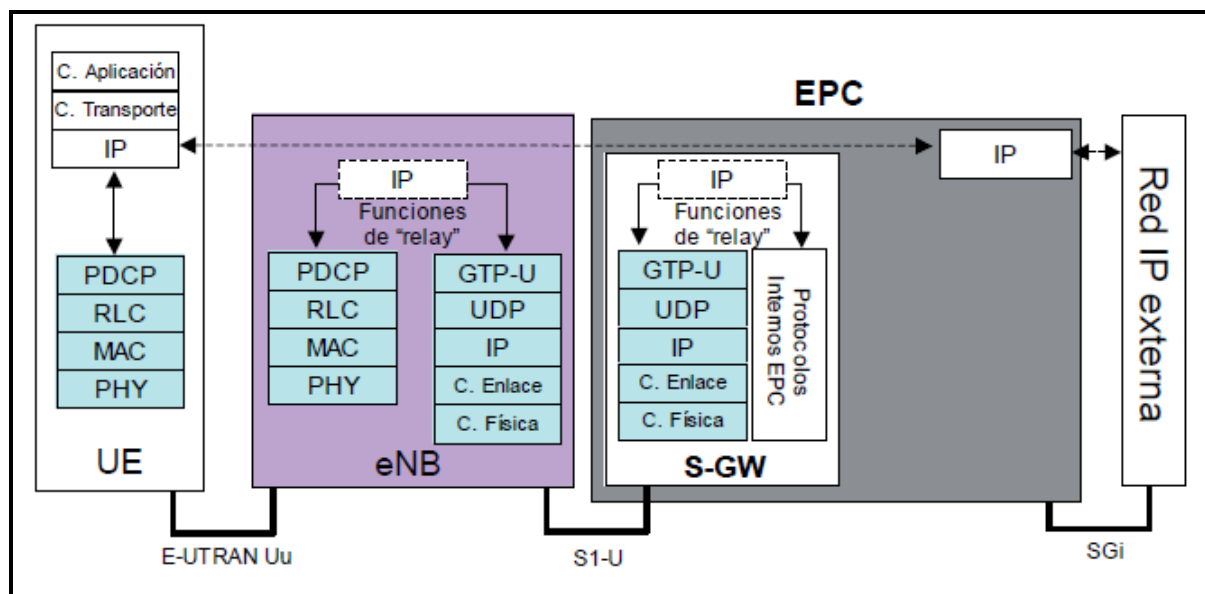 C. Aplicación
C. Transporte
IP
PDCP
RLC
MAC
PHY
UE
E-UTRAN Uu
IP
Funciones
de “relay”
PDCP
RLC
MAC
PHY
GTP-U
UDP
IP
C. Enlace
C. Física
eNB
S1-U
EPC
IP
Funciones
de “relay”
GTP-U
UDP
IP
C. Enlace
C. Física
Protocolos
Internos EPC
S-GW
IP
SGi
Red IP externa